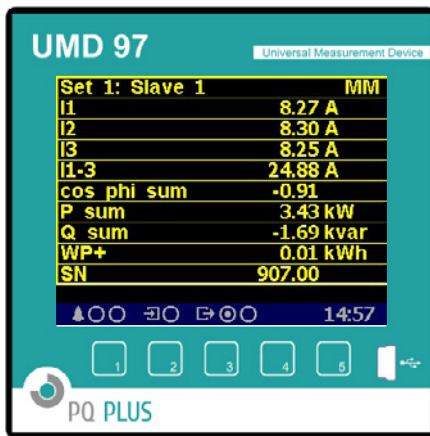 UMD 97
Universal Measurement Device
Set 1: Slave 1 MM
I1 8.27 A
I2 8.30 A
I3 8.25 A
I1-3 24.88 A
cos phi sum -0.91
P sum 3.43 kW
Q sum -1.69 kvar
WP+ 0.01 kWh
SN 907.00
14:57
1 2 3 4 5
PQ PLUS